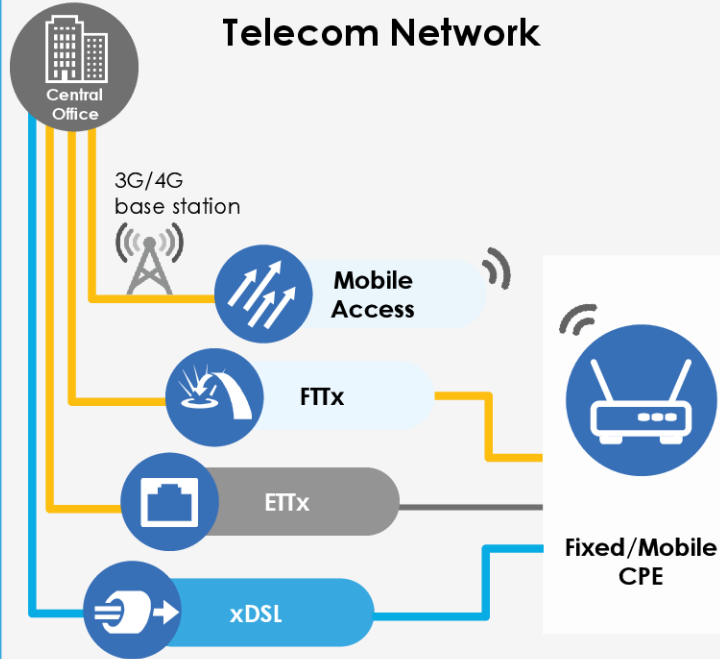 Telecom Network
Central
Office
3G/4G
base station
Mobile
Access
FTTx
ETTx
xDSL
Fixed/Mobile
CPE